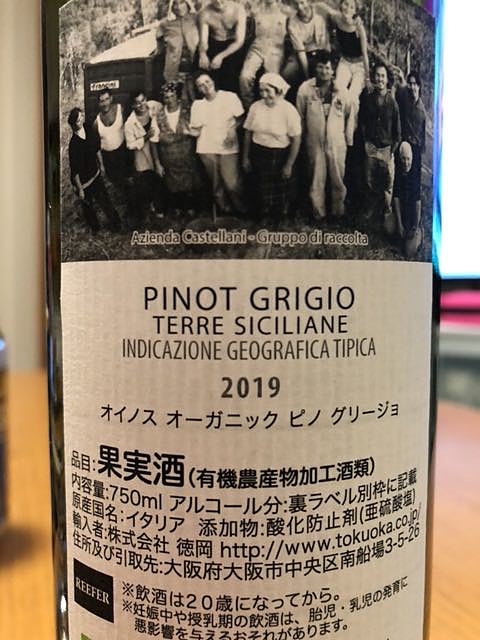 francini
Azienda Castellani - Gruppo di raccolta
PINOT GRIGIO
TERRE SICILIANE
INDICAZIONE GEOGRAFICA TIPICA
2019
オイノス オーガニック ピノ グリージョ
品目:果実酒(有機農産物加工酒類)
内容量:750ml アルコール分:裏ラベル別枠に記載
原産国名:イタリア 添加物:酸化防止剤(亜硫酸塩)
輸入者:株式会社 徳岡 http://www.tokuoka.co.jp/
住所及び引取先:大阪府大阪市中央区南船場3-5-26
REEFER
※飲酒は20歳になってから。
※妊娠中や授乳期の飲酒は、胎児・乳児の発育に
悪影響を与えるおそれがあります。